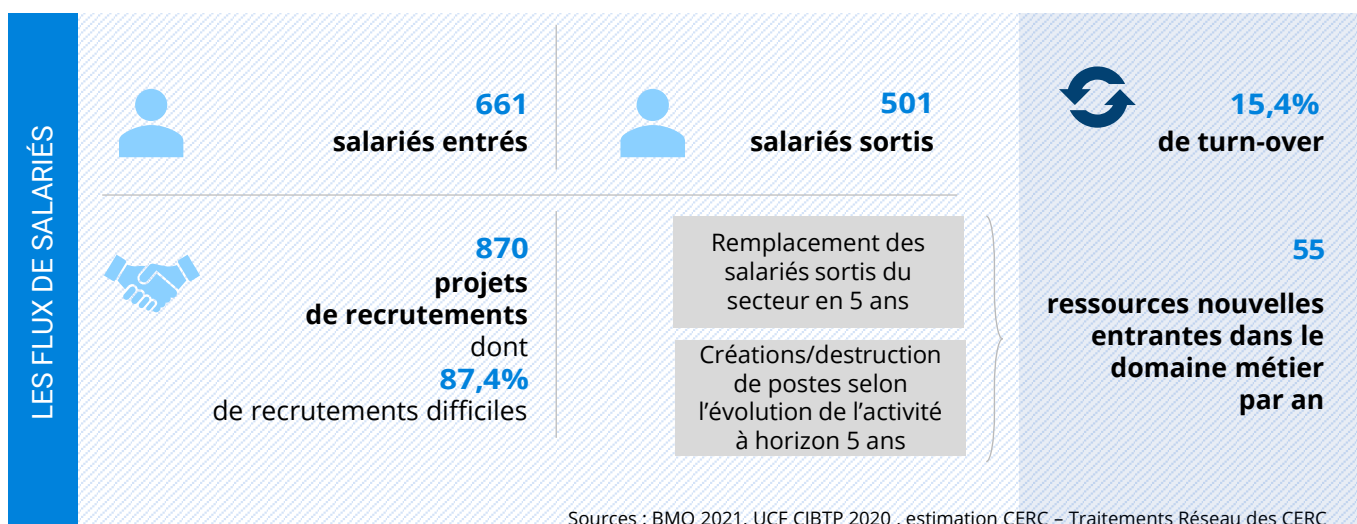 LES FLUX DE SALARIÉS
661
salariés entrés
501
salariés sortis
15,4%
de turn-over
870
projets
de recrutements
dont
87,4%
de recrutements difficiles
Remplacement des
salariés sortis du
secteur en 5 ans
Créations/destruction
de postes selon
l’évolution de l’activité
à horizon 5 ans
55
ressources nouvelles
entrantes dans le
domaine métier
par an
Sources : BMO 2021, UCF CIBTP 2020 , estimation CERC – Traitements Réseau des CERC